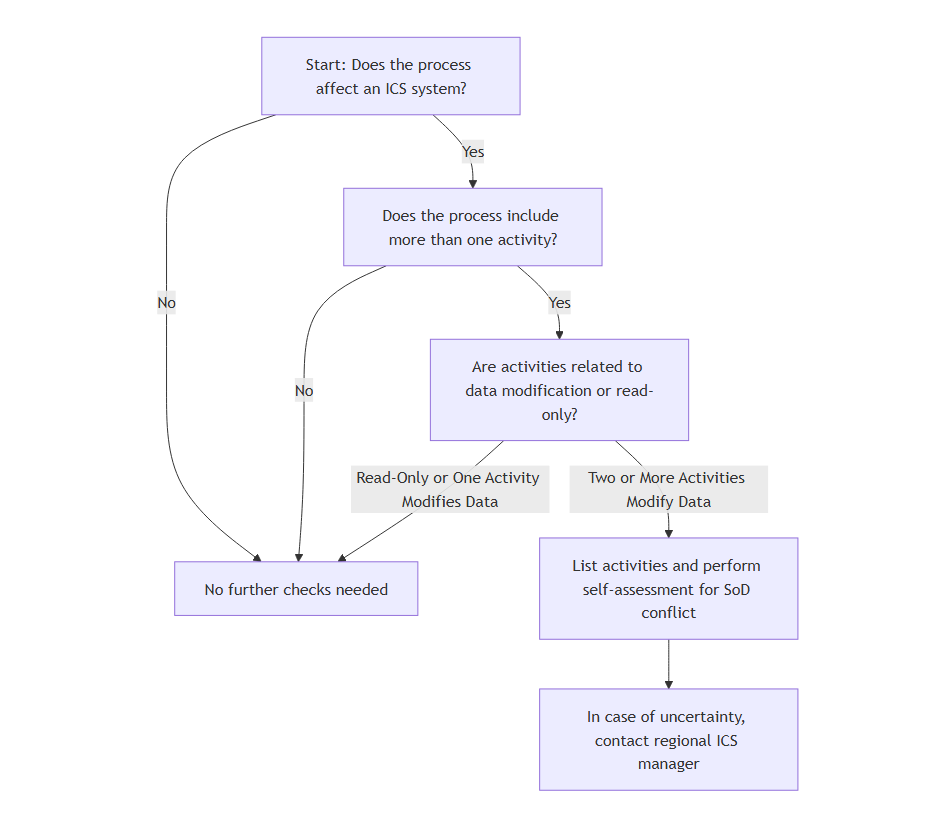 Start: Does the process
affect an ICS system?
Yes
Does the process include
more than one activity?
No
Yes
Are activities related to
data modification or read-
only?
No
Read-Only or One Activity
Modifies Data
Two or More Activities
Modify Data
List activities and perform
self-assessment for SoD
conflict
No further checks needed
In case of uncertainty,
contact regional ICS
manager